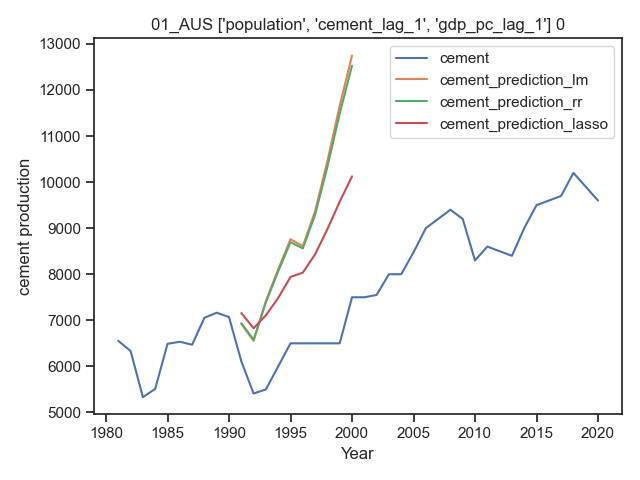 01_AUS ['population', 'cement_lag_1', 'gdp_pc_lag_1'] 0
13000
12000
11000
10000
9000
8000
7000
6000
5000
cement production
cement
cement_prediction_lm
cement_prediction_rr
cement_prediction_lasso
1980 1985 1990 1995 2000 2005 2010 2015 2020
Year